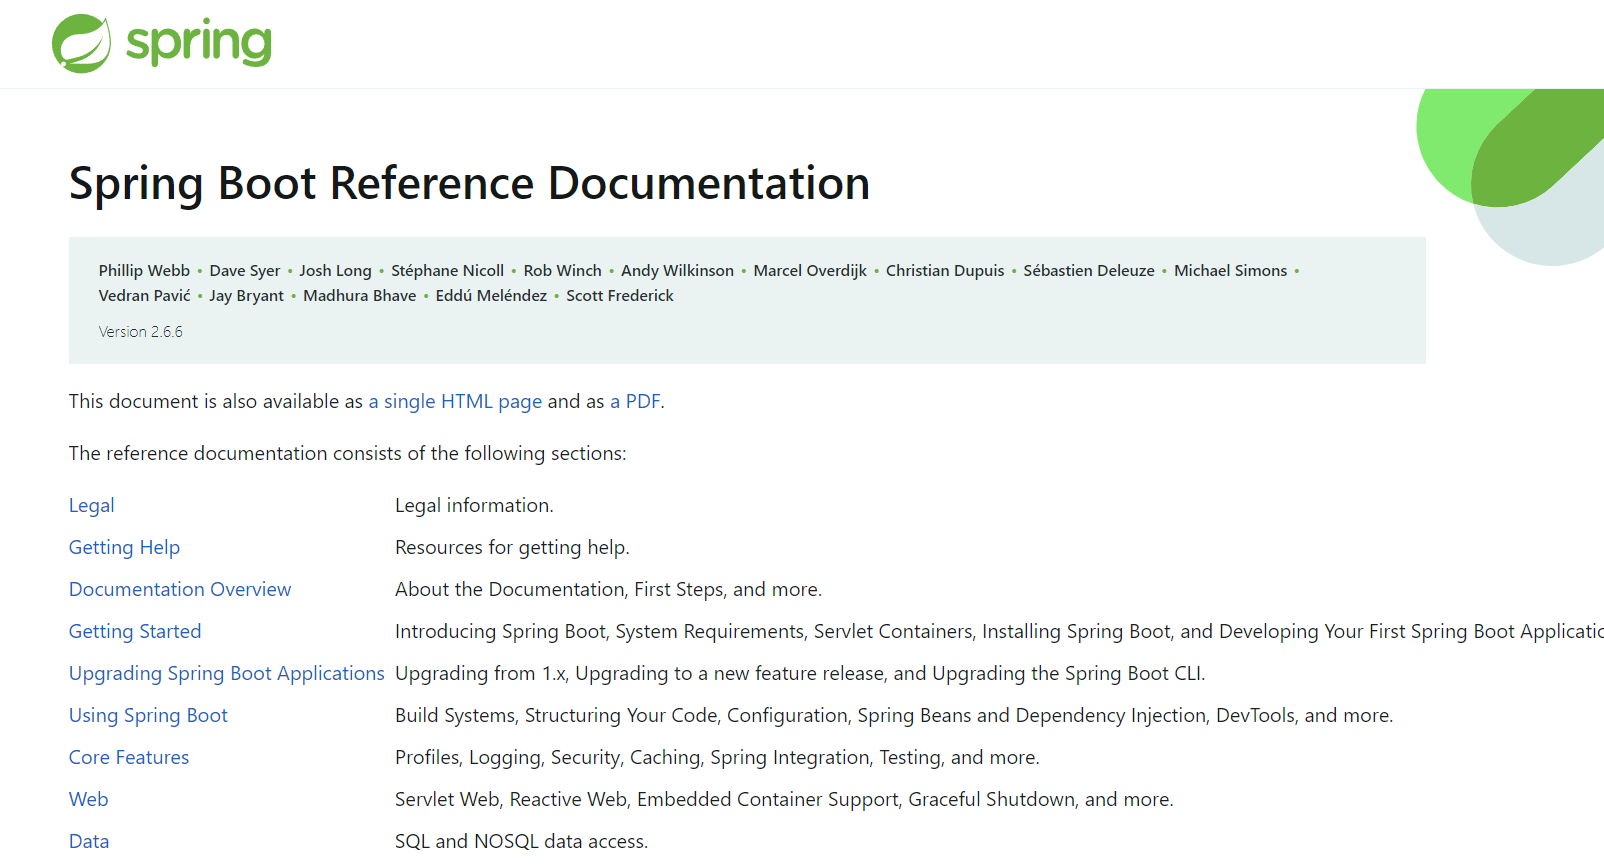 spring
Spring Boot Reference Documentation
Phillip Webb • Dave Syer • Josh Long • Stéphane Nicoll • Rob Winch • Andy Wilkinson • Marcel Overdijk • Christian Dupuis • Sébastien Deleuze • Michael Simons •
Vedran Pavić • Jay Bryant • Madhura Bhave • Eddú Meléndez • Scott Frederick
Version 2.6.6
This document is also available as a single HTML page and as a PDF.
The reference documentation consists of the following sections:
Legal Legal information.
Getting Help Resources for getting help.
Documentation Overview About the Documentation, First Steps, and more.
Getting Started Introducing Spring Boot, System Requirements, Servlet Containers, Installing Spring Boot, and Developing Your First Spring Boot Applicatio
Upgrading Spring Boot Applications Upgrading from 1.x, Upgrading to a new feature release, and Upgrading the Spring Boot CLI.
Using Spring Boot Build Systems, Structuring Your Code, Configuration, Spring Beans and Dependency Injection, DevTools, and more.
Core Features Profiles, Logging, Security, Caching, Spring Integration, Testing, and more.
Web Servlet Web, Reactive Web, Embedded Container Support, Graceful Shutdown, and more.
Data SQL and NOSQL data access.